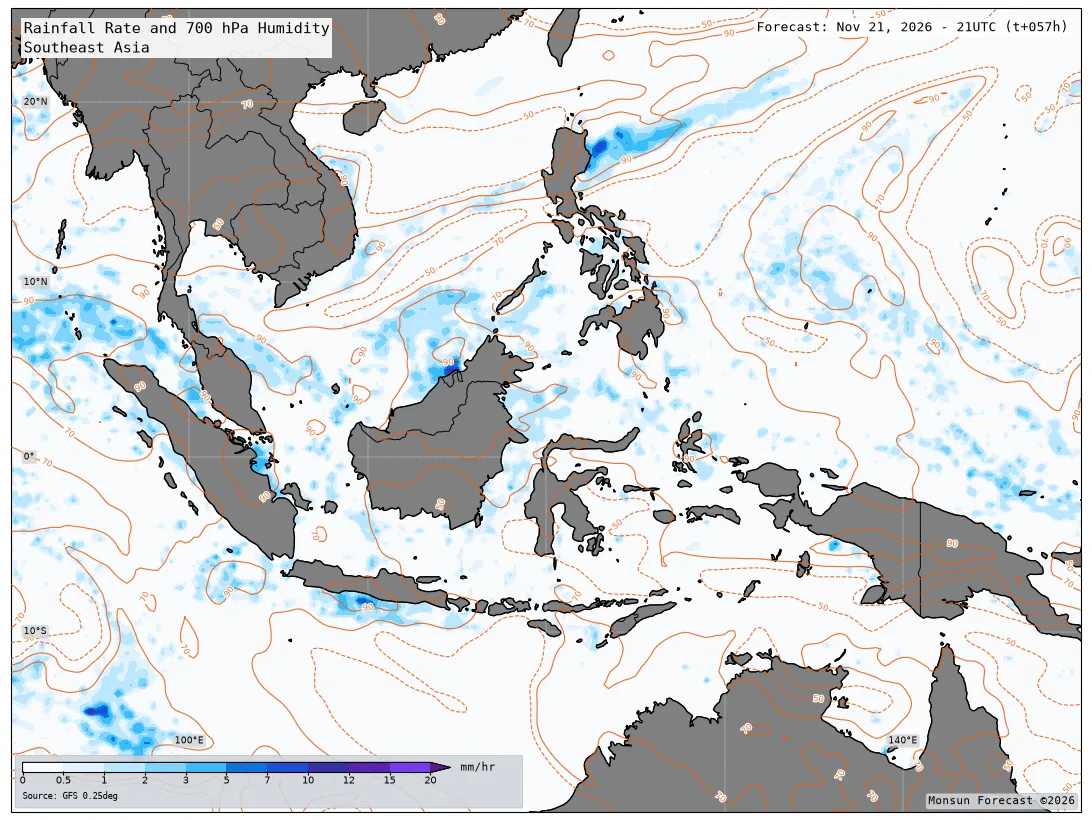 Rainfall Rate and 700 hPa Humidity
Southeast Asia
Forecast: Nov 21, 2026 - 21UTC (t+057h)
20°N
10°N
0°
10°S
100°E
140°E
mm/hr
0 0.5 1 2 3 5 7 10 12 15 20
Source: GFS 0.25deg
Monsun Forecast ©2026